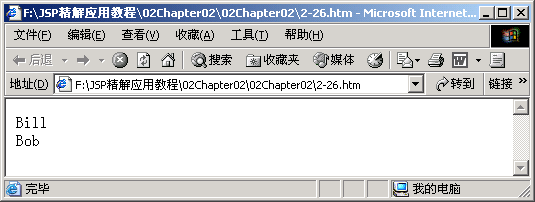 F:\JSP精解应用教程\02Chapter02\02Chapter02\2-26.htm - Microsoft Internet...
文件(F) 编辑(E) 查看(V) 收藏(A) 工具(T) 帮助(H)
后退 搜索 收藏夹 媒体 W
地址(D) F:\JSP精解应用教程\02Chapter02\02Chapter02\2-26.htm 转到 链接 »
Bill
Bob
完毕 我的电脑